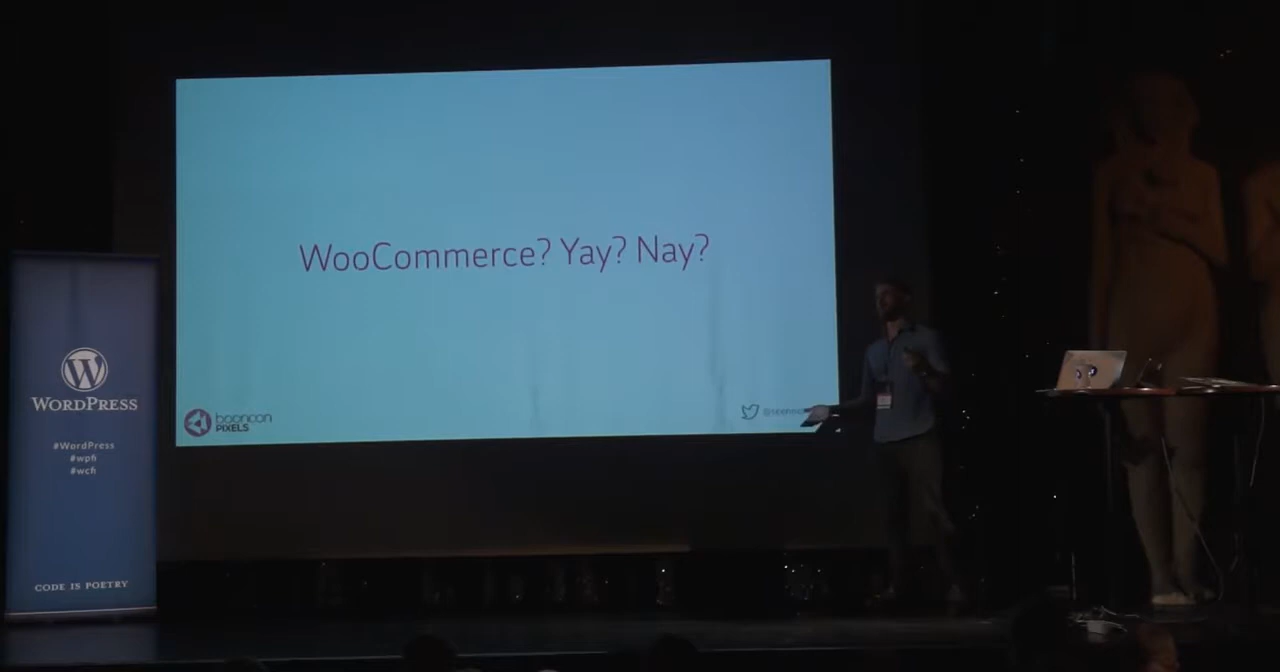 WooCommerce? Yay? Nay?
booncon
PIXELS
WORDPRESS
#WordPress
#wpfi
#wcfi
CODE IS POETRY